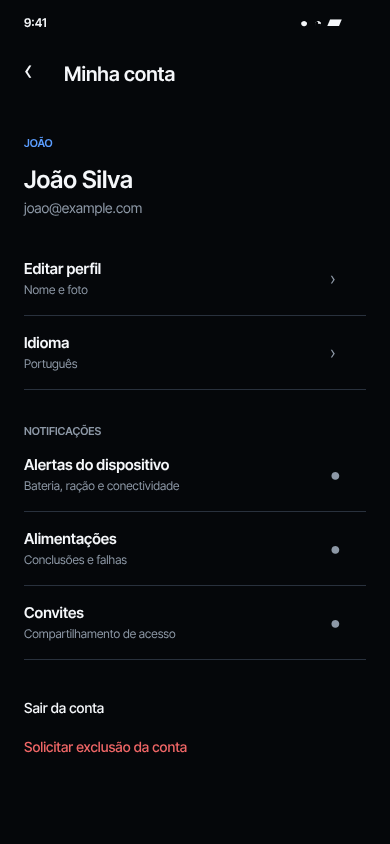 9:41
Minha conta
JOÃO
João Silva
joao@example.com
Editar perfil
Nome e foto
Idioma
Português
NOTIFICAÇÕES
Alertas do dispositivo
Bateria, ração e conectividade
Alimentações
Conclusões e falhas
Convites
Compartilhamento de acesso
Sair da conta
Solicitar exclusão da conta